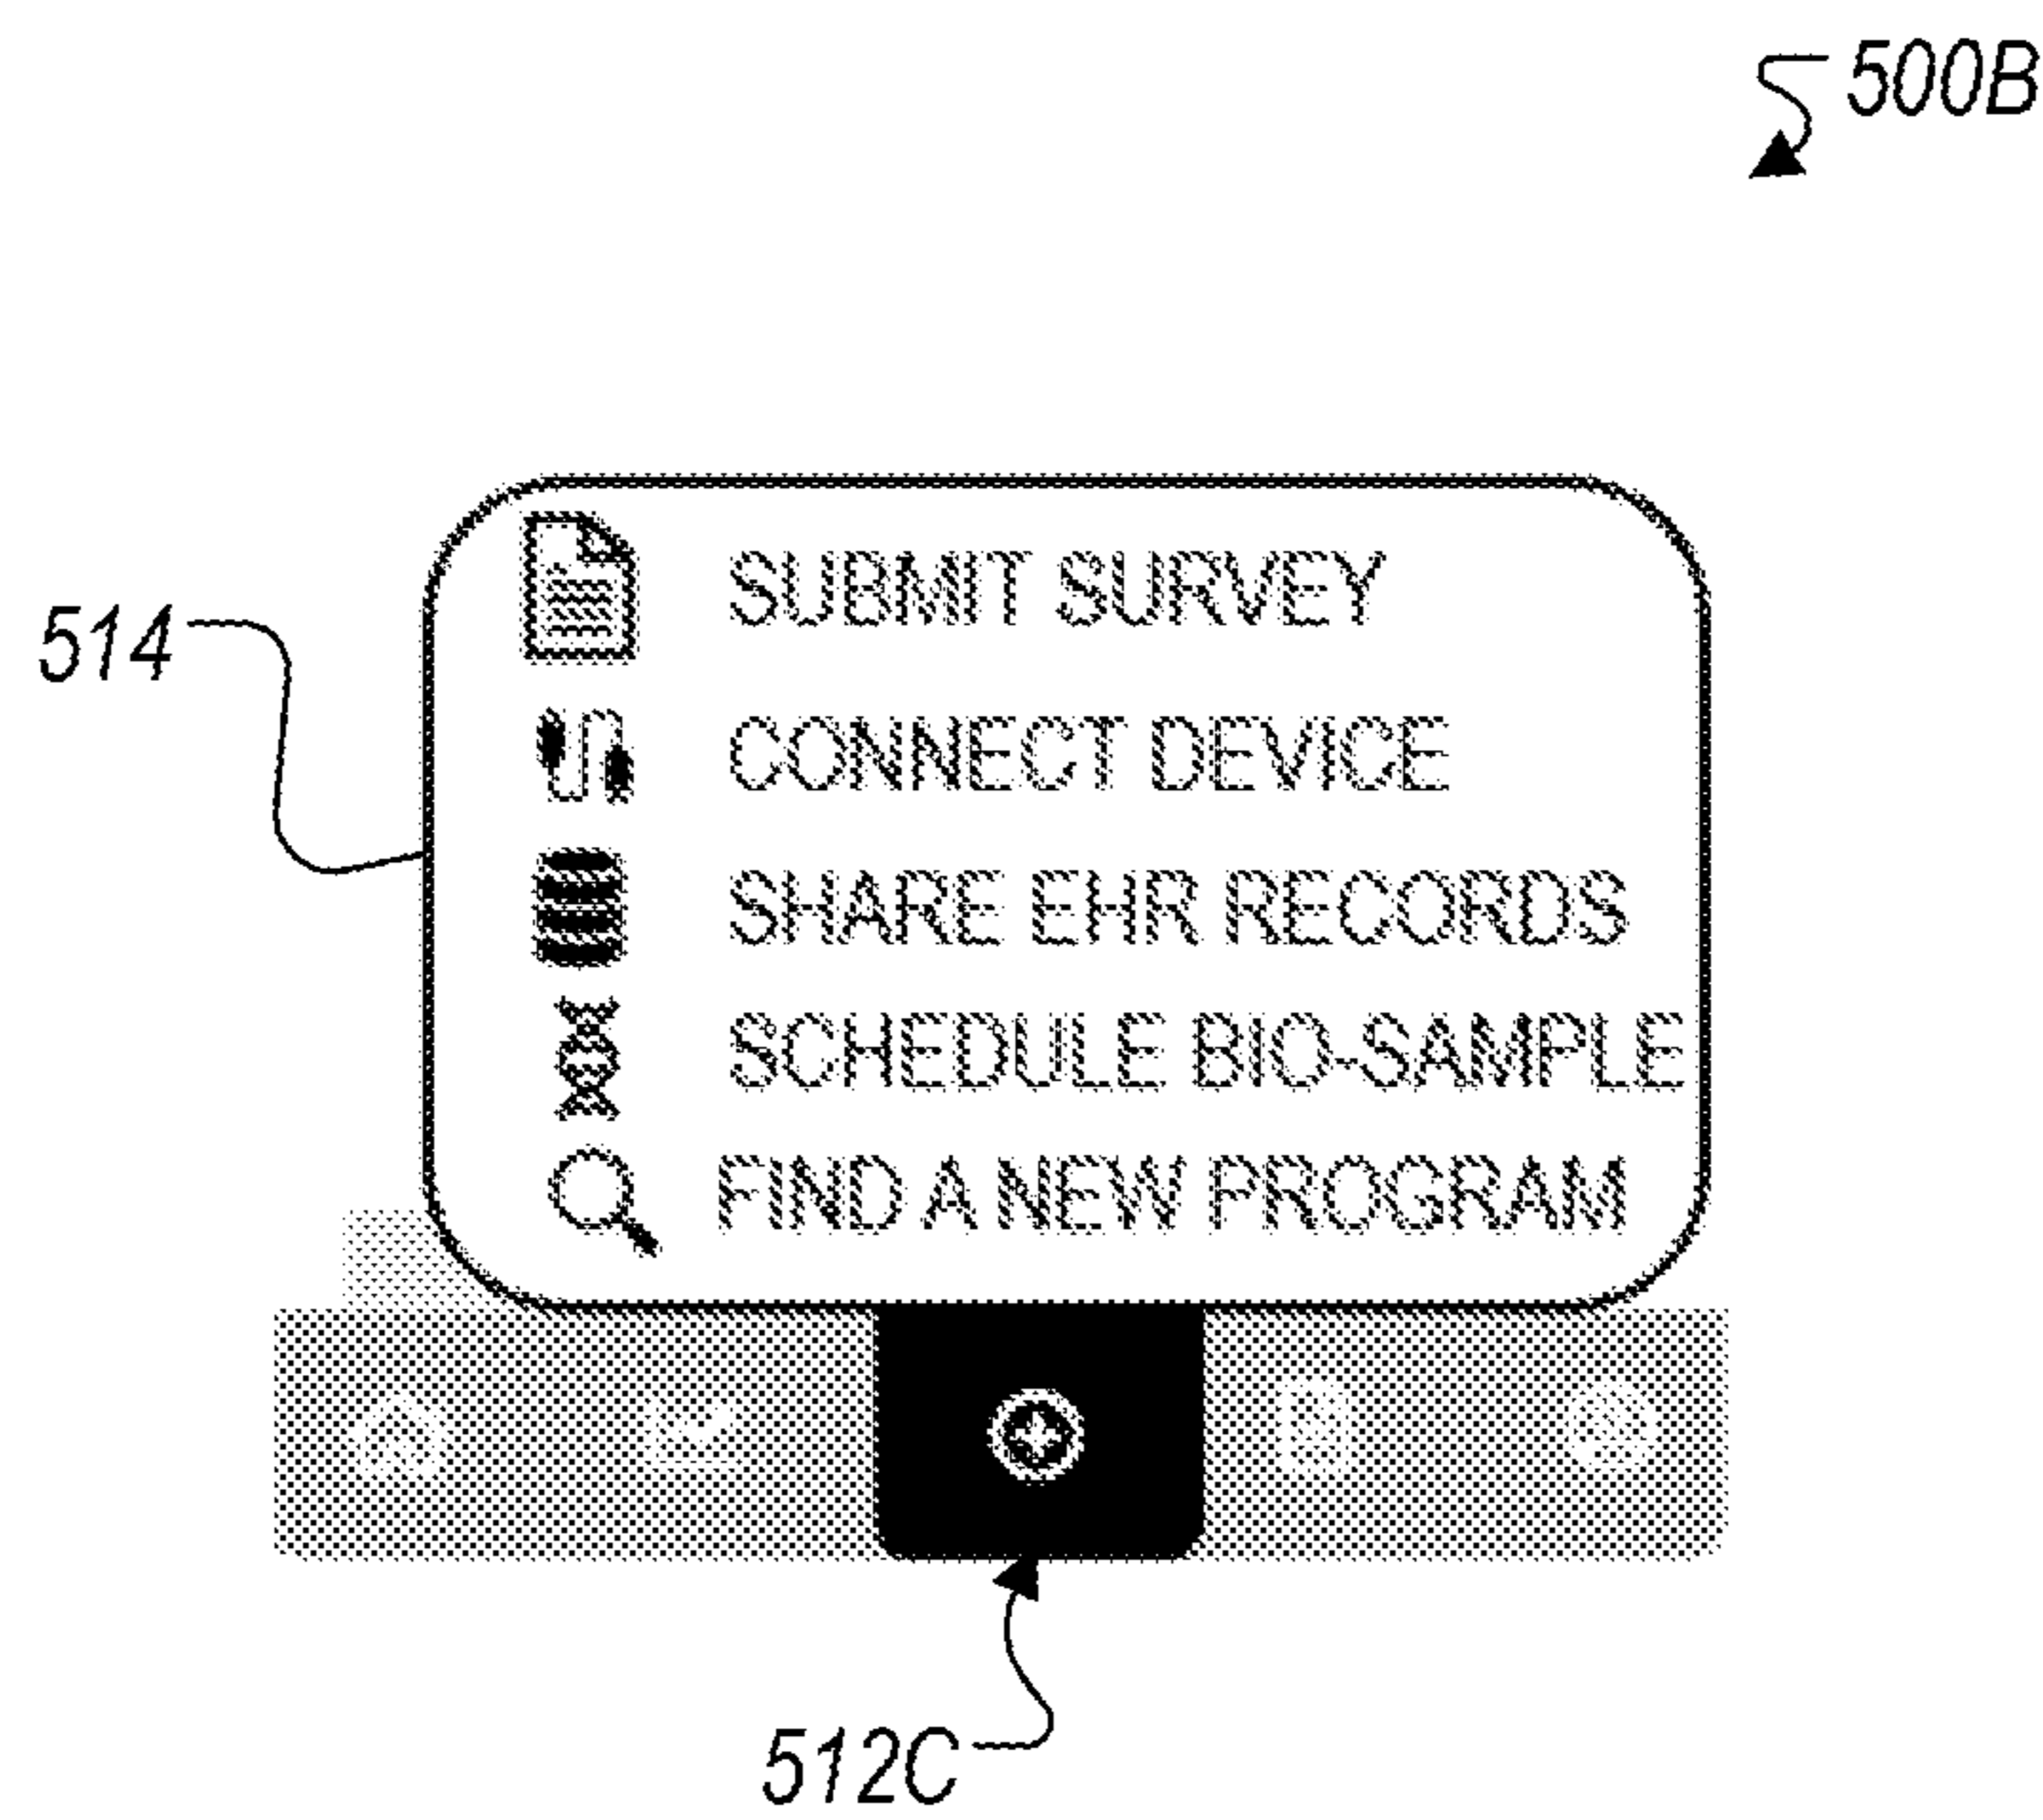 500B
514
SUBMIT SURVEY
CONNECT DEVICE
SHARE EHR RECORDS
SCHEDULE BIO-SAMPLE
FIND A NEW PROGRAM
512C